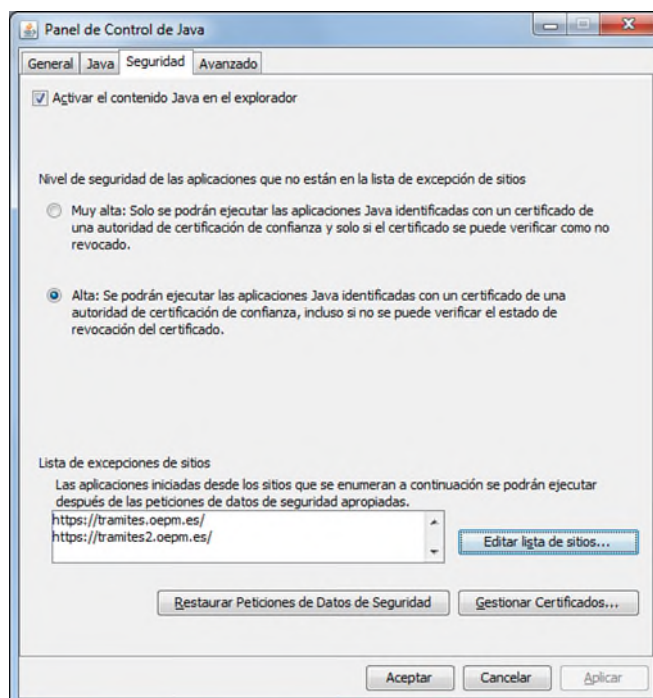 Panel de Control de Java
General Java Seguridad Avanzado
Activar el contenido Java en el explorador
Nivel de seguridad de las aplicaciones que no están en la lista de excepción de sitios
Muy alta: Solo se podrán ejecutar las aplicaciones Java identificadas con un certificado de
una autoridad de certificación de confianza y solo si el certificado se puede verificar como no
revocado.
Alta: Se podrán ejecutar las aplicaciones Java identificadas con un certificado de una
autoridad de certificación de confianza, incluso si no se puede verificar el estado de
revocación del certificado.
Lista de excepciones de sitios
Las aplicaciones iniciadas desde los sitios que se enumeran a continuación se podrán ejecutar
después de las peticiones de datos de seguridad apropiadas.
https://tramites.oepm.es/
https://tramites2.oepm.es/
Editar lista de sitios...
Restaurar Peticiones de Datos de Seguridad Gestionar Certificados...
Aceptar Cancelar Aplicar